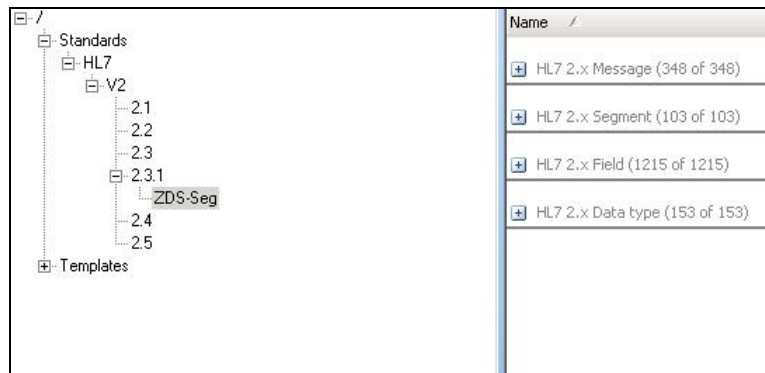 /
Standards
HL7
V2
2.1
2.2
2.3
2.3.1
ZDS-Seg
2.4
2.5
Templates
Name
HL7 2.x Message (348 of 348)
HL7 2.x Segment (103 of 103)
HL7 2.x Field (1215 of 1215)
HL7 2.x Data type (153 of 153)